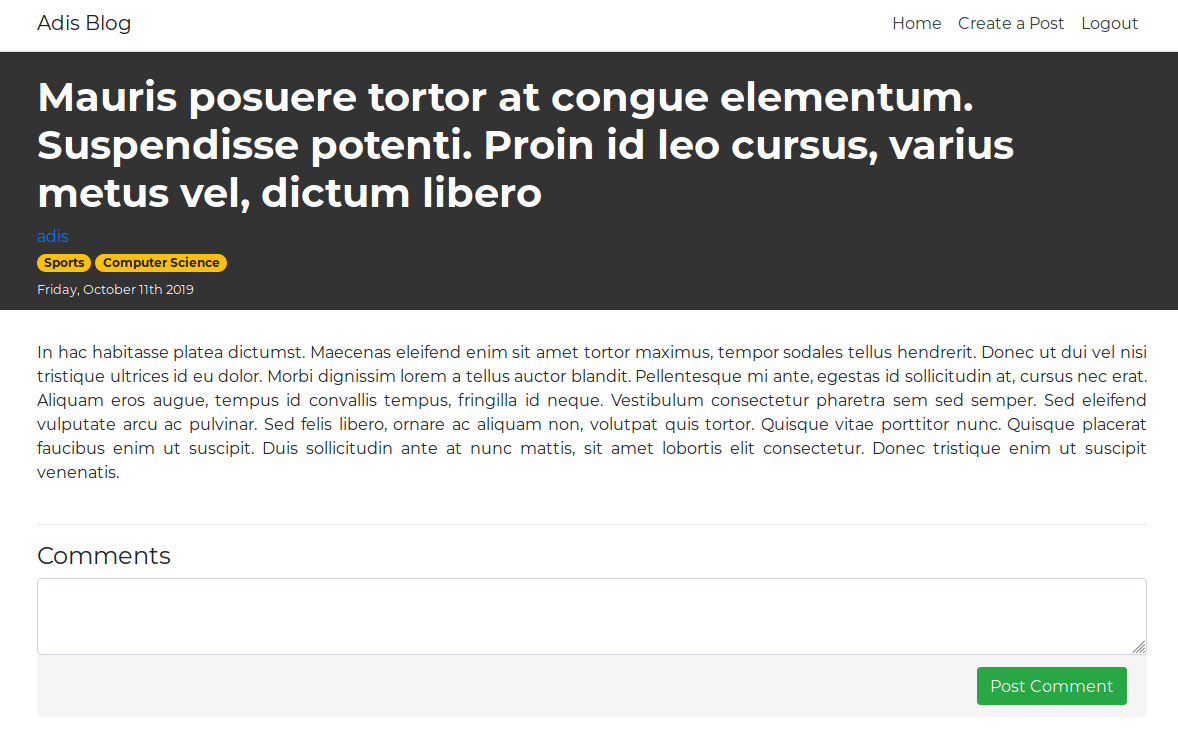 Adis Blog
Home Create a Post Logout
Mauris posuere tortor at congue elementum.
Suspendisse potenti. Proin id leo cursus, varius
metus vel, dictum libero
adis
Sports Computer Science
Friday, October 11th 2019
In hac habitasse platea dictumst. Maecenas eleifend enim sit amet tortor maximus, tempor sodales tellus hendrerit. Donec ut dui vel nisi
tristique ultrices id eu dolor. Morbi dignissim lorem a tellus auctor blandit. Pellentesque mi ante, egestas id sollicitudin at, cursus nec erat.
Aliquam eros augue, tempus id convallis tempus, fringilla id neque. Vestibulum consectetur pharetra sem sed semper. Sed eleifend
vulputate arcu ac pulvinar. Sed felis libero, ornare ac aliquam non, volutpat quis tortor. Quisque vitae porttitor nunc. Quisque placerat
faucibus enim ut suscipit. Duis sollicitudin ante at nunc mattis, sit amet lobortis elit consectetur. Donec tristique enim ut suscipit
venenatis.
Comments
Post Comment